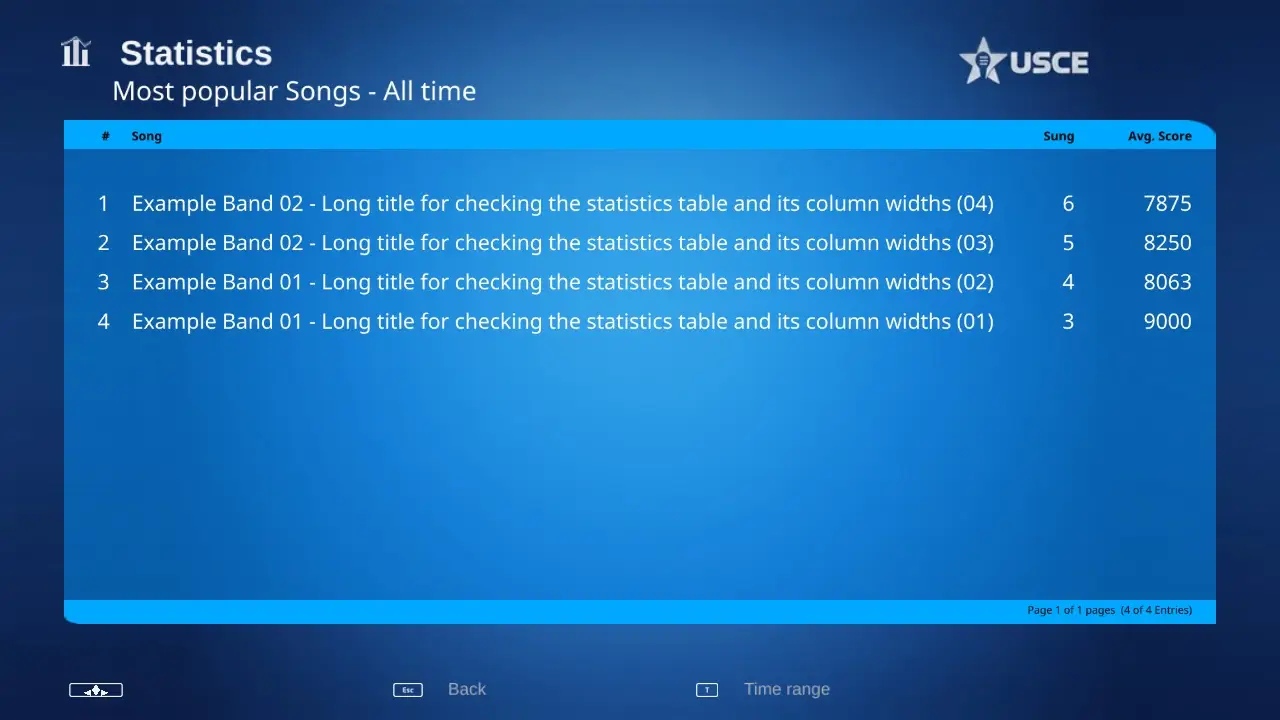 Statistics
USCE
Most popular Songs - All time
# Song Sung Avg. Score
1 Example Band 02 - Long title for checking the statistics table and its column widths (04) 6 7875
2 Example Band 02 - Long title for checking the statistics table and its column widths (03) 5 8250
3 Example Band 01 - Long title for checking the statistics table and its column widths (02) 4 8063
4 Example Band 01 - Long title for checking the statistics table and its column widths (01) 3 9000
Page 1 of 1 pages (4 of 4 Entries)
Esc Back T Time range